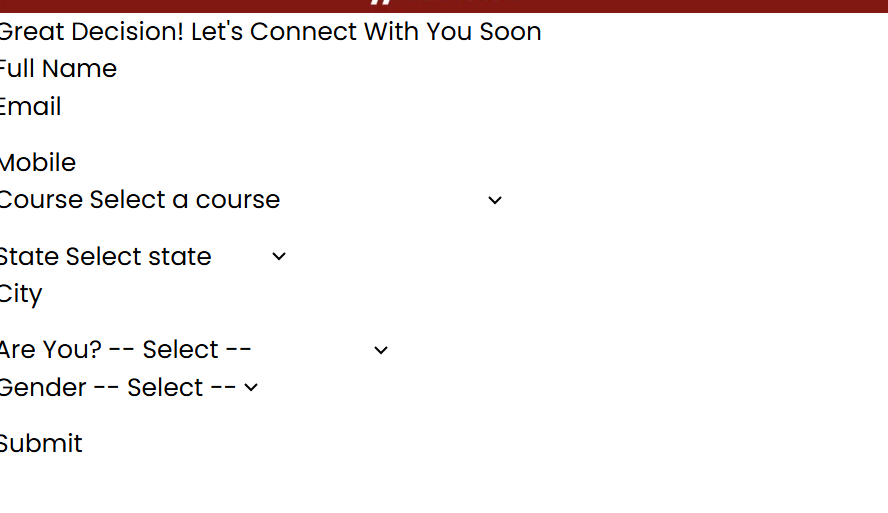 Great Decision! Let's Connect With You Soon
Full Name
Email
Mobile
Course Select a course
State Select state
City
Are You? -- Select --
Gender -- Select --
Submit